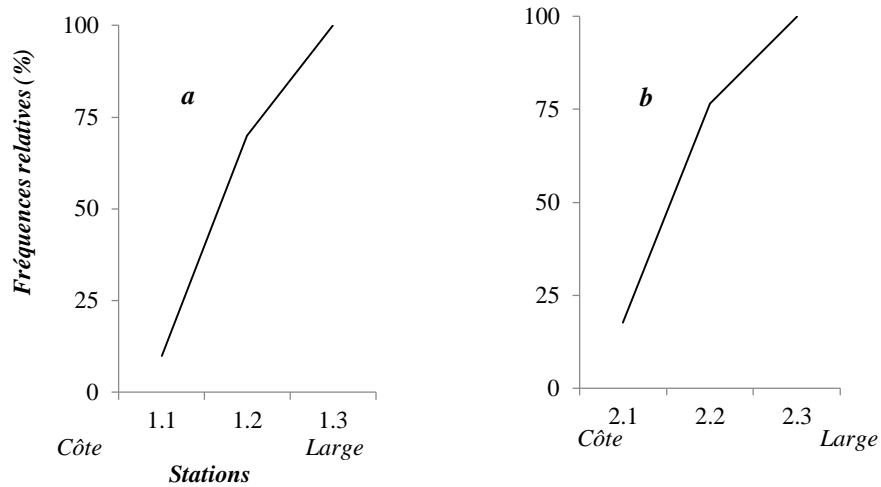 Fréquences relatives (%)
100
75
50
25
0
a
1.1 1.2 1.3
Côte Large
Stations
100
75
50
25
0
b
2.1 2.2 2.3
Côte Large